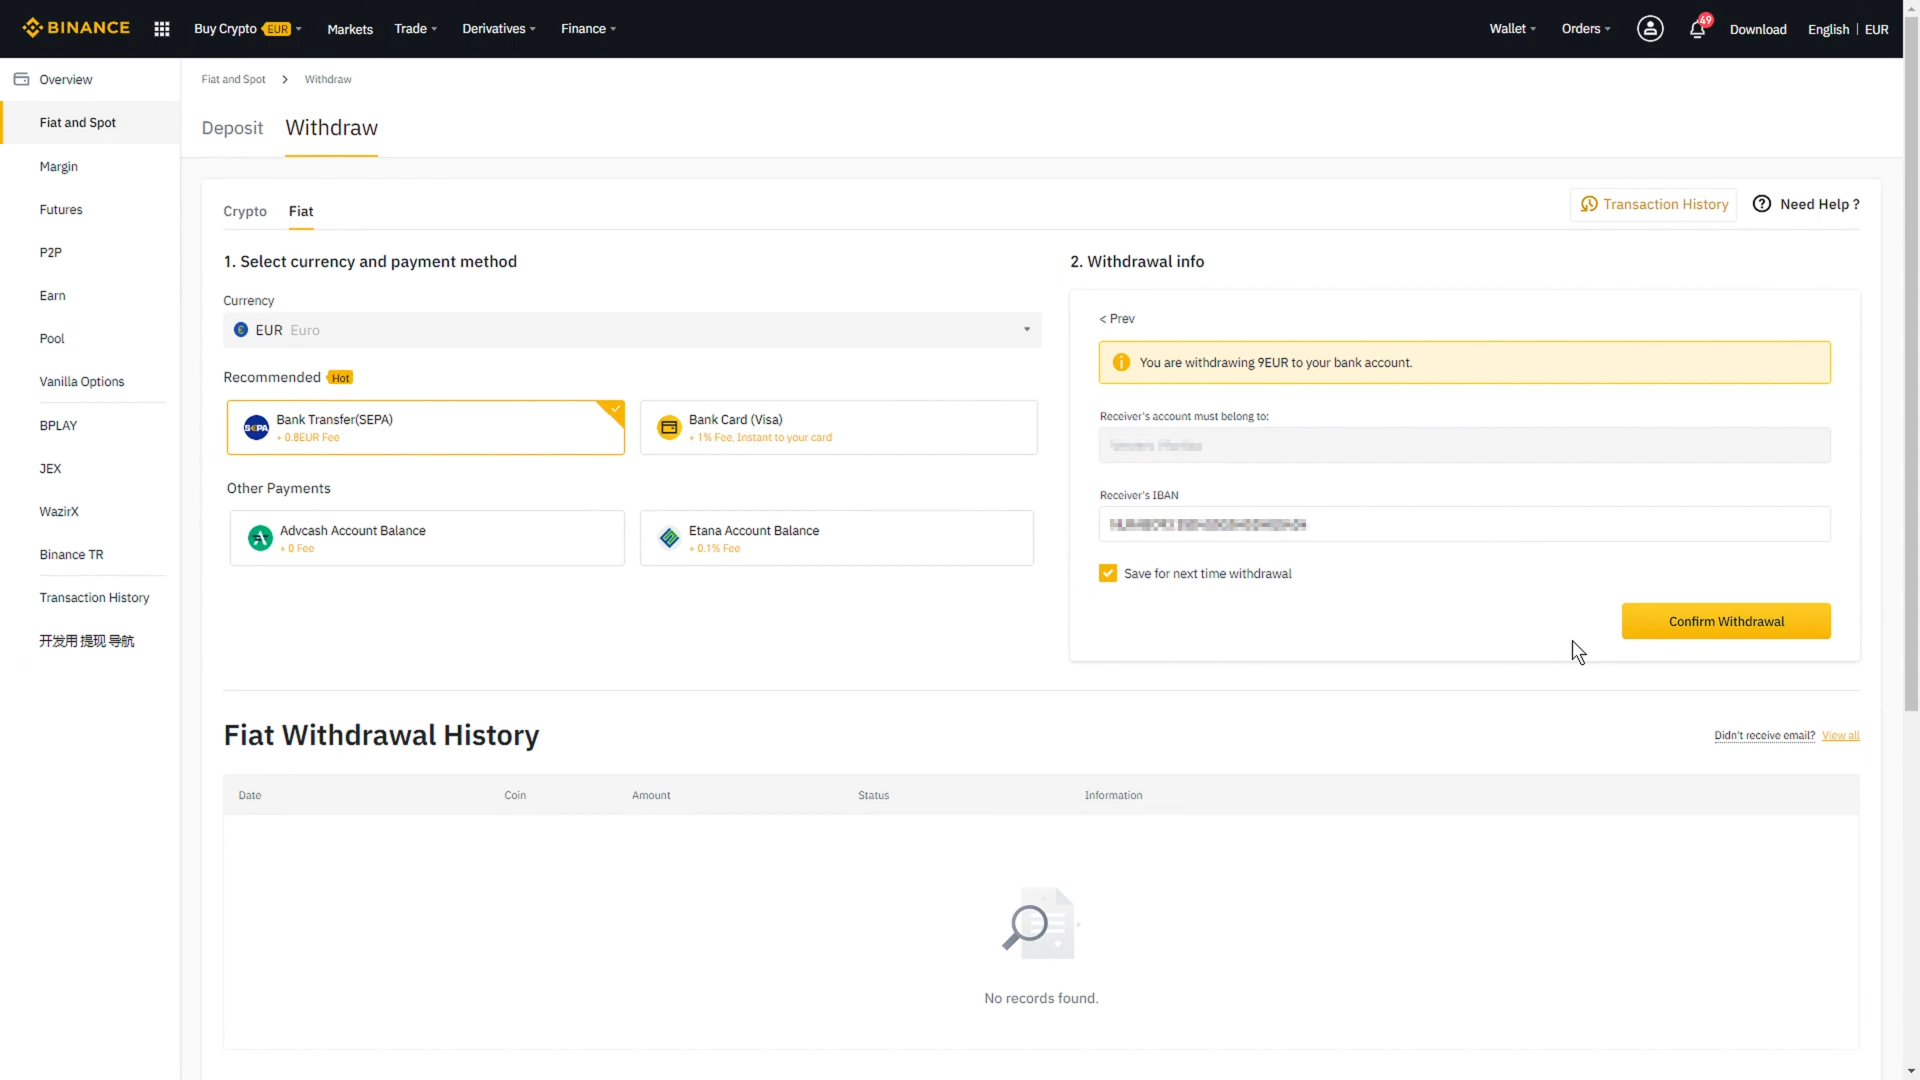 BINANCE
Buy Crypto EUR
Markets
Trade
Derivatives
Finance
Wallet
Orders
49
Download
English | EUR
Overview
Fiat and Spot
Margin
Futures
P2P
Earn
Pool
Vanilla Options
BPLAY
JEX
WazirX
Binance TR
Transaction History
开发用 提现 导航
Fiat and Spot > Withdraw
Deposit Withdraw
Crypto Fiat
Transaction History
Need Help ?
1. Select currency and payment method
Currency
EUR Euro
Recommended Hot
SEPA
Bank Transfer(SEPA)
+ 0.8EUR Fee
Bank Card (Visa)
+ 1% Fee. Instant to your card
Other Payments
Advcash Account Balance
+ 0 Fee
Etana Account Balance
+ 0.1% Fee
2. Withdrawal info
< Prev
You are withdrawing 9EUR to your bank account.
Receiver's account must belong to:
Receiver's IBAN
Save for next time withdrawal
Confirm Withdrawal
Fiat Withdrawal History
Didn't receive email? View all
Date Coin Amount Status Information
No records found.